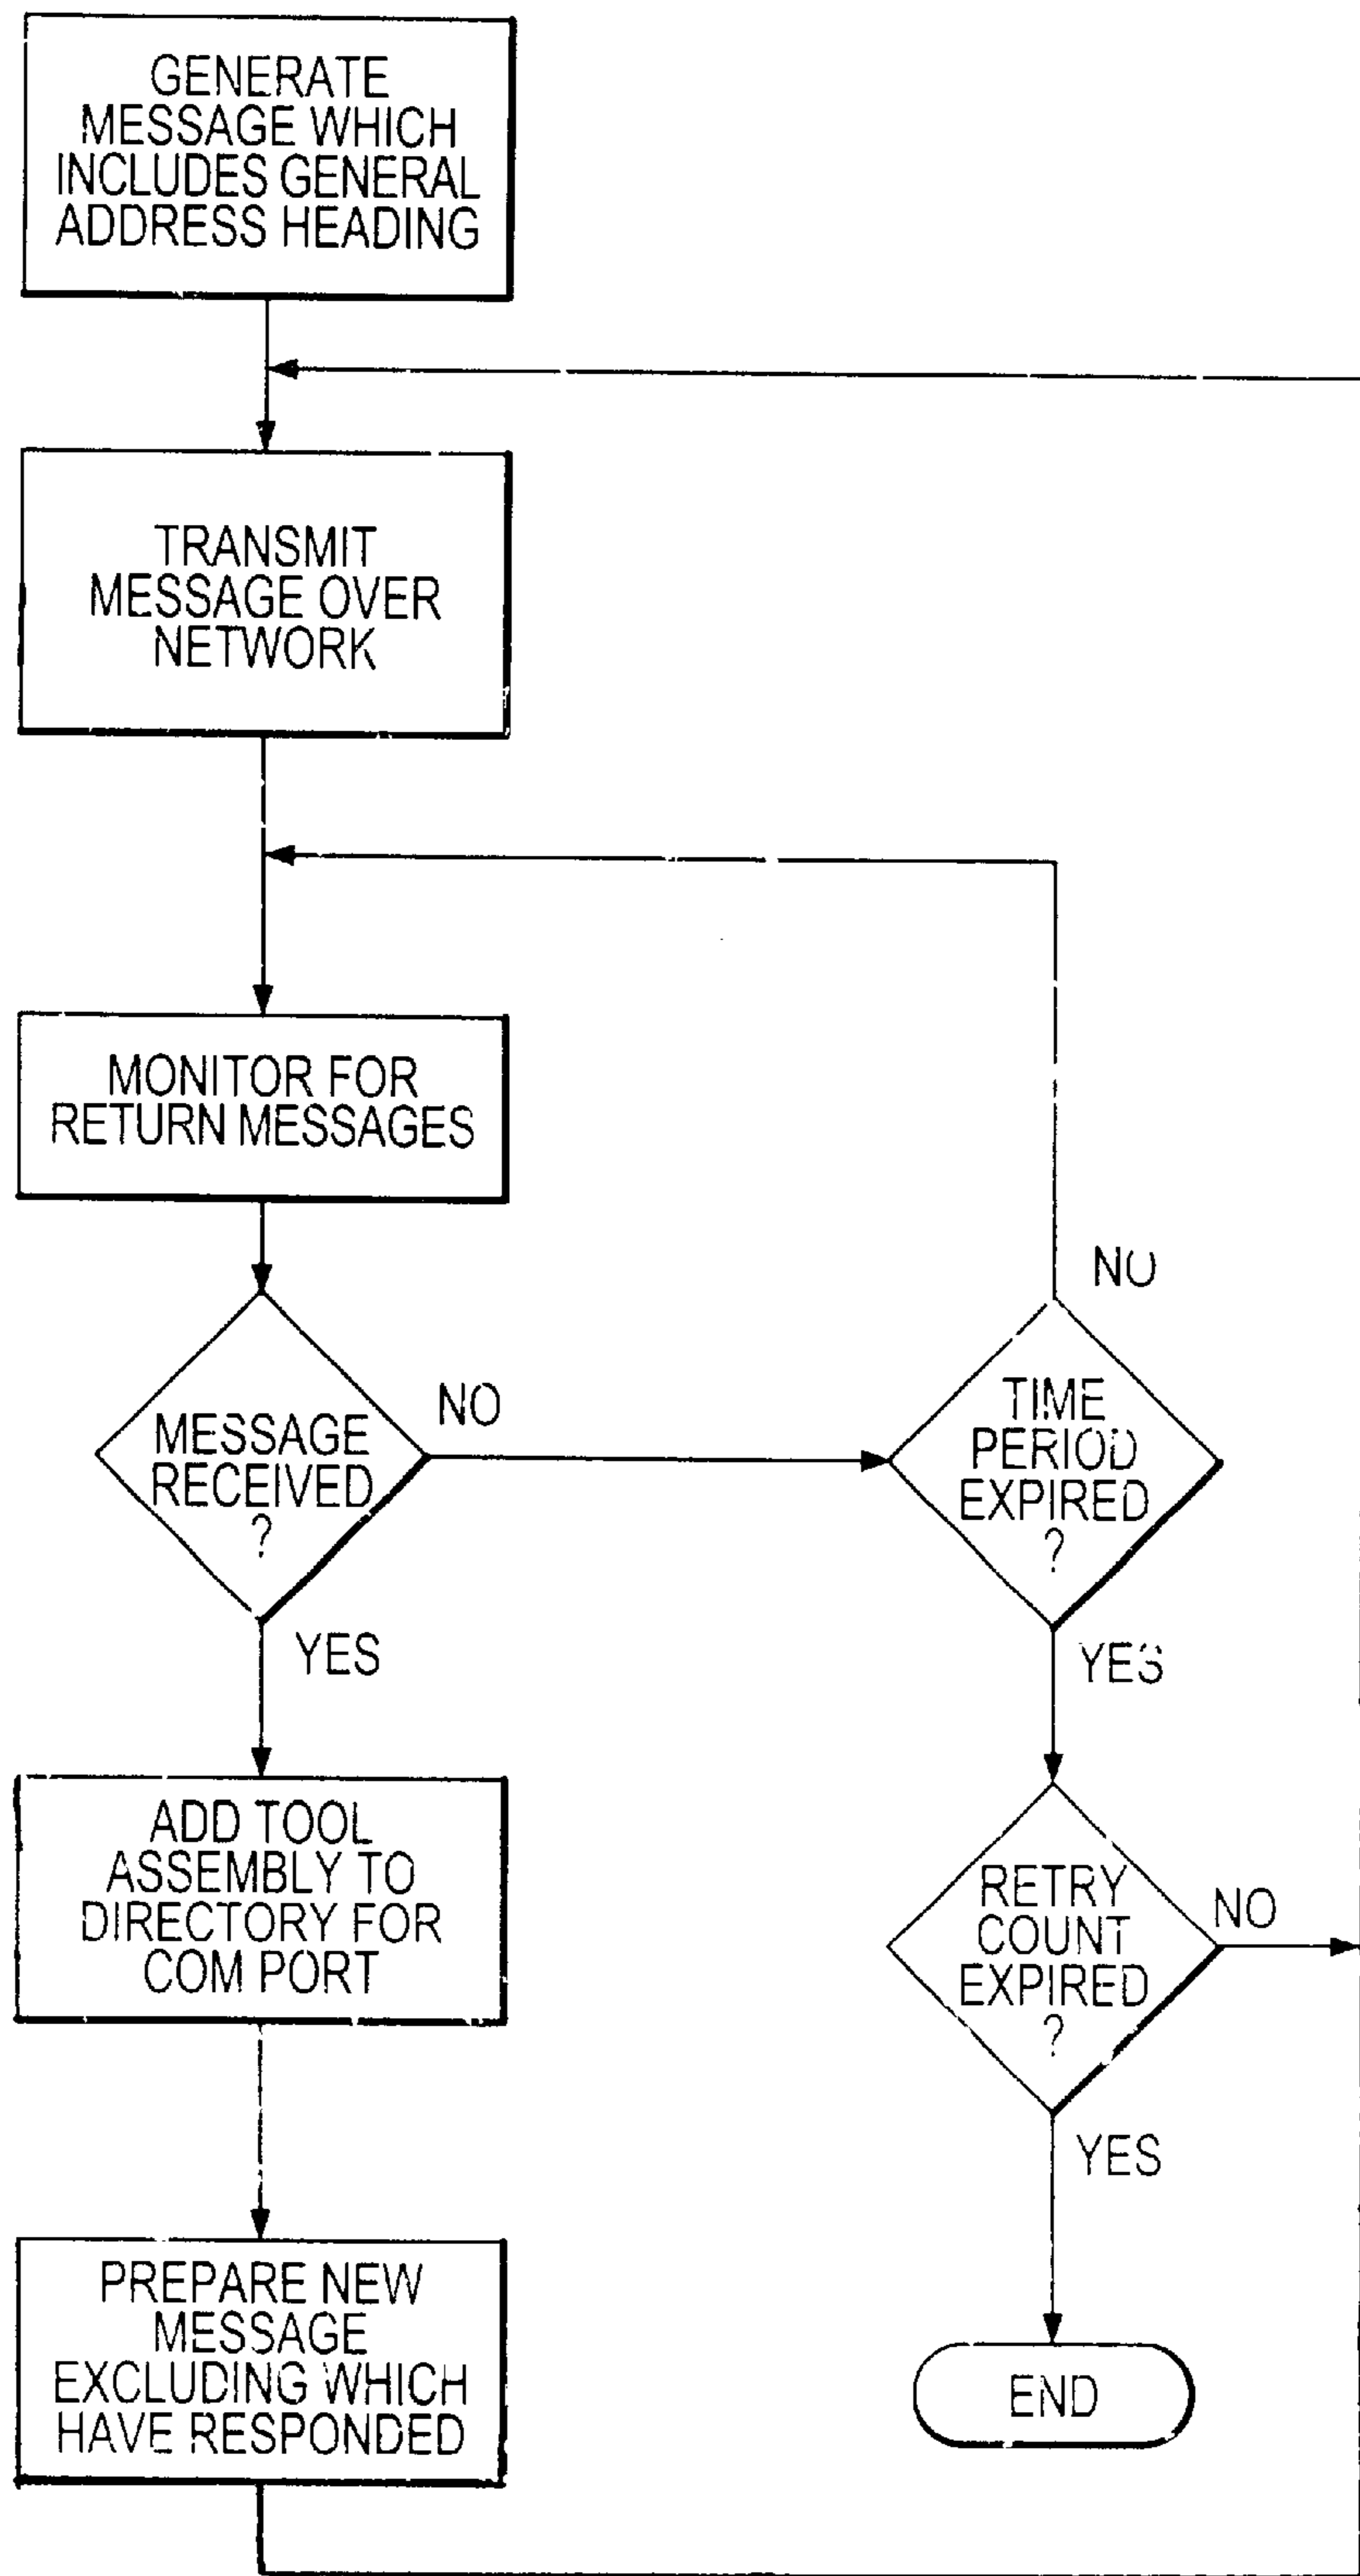 GENERATE
MESSAGE WHICH
INCLUDES GENERAL
ADDRESS HEADING
TRANSMIT
MESSAGE OVER
NETWORK
MONITOR FOR
RETURN MESSAGES
MESSAGE
RECEIVED
?
NO
YES
TIME
PERIOD
EXPIRED
?
NO
YES
ADD TOOL
ASSEMBLY TO
DIRECTORY FOR
COM PORT
RETRY
COUNT
EXPIRED
?
NO
YES
PREPARE NEW
MESSAGE
EXCLUDING WHICH
HAVE RESPONDED
END